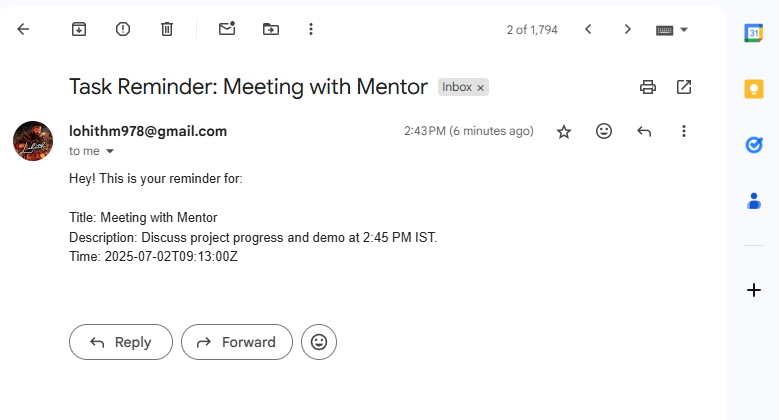 2 of 1,794
31
Task Reminder: Meeting with Mentor
Inbox ×
lohithm978@gmail.com
2:43 PM (6 minutes ago)
to me
Hey! This is your reminder for:
Title: Meeting with Mentor
Description: Discuss project progress and demo at 2:45 PM IST.
Time: 2025-07-02T09:13:00Z
Reply
Forward